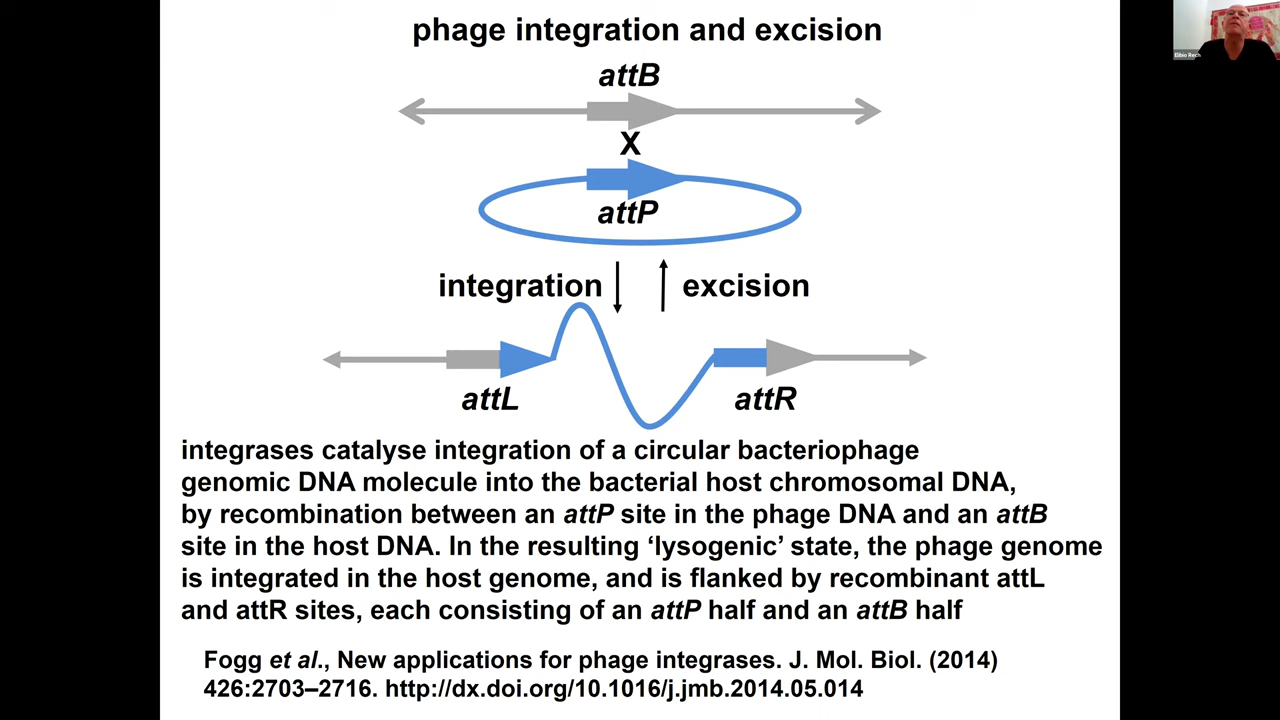 phage integration and excision
attB
X
attP
integration
excision
attL
attR
integrases catalyse integration of a circular bacteriophage
genomic DNA molecule into the bacterial host chromosomal DNA,
by recombination between an attP site in the phage DNA and an attB
site in the host DNA. In the resulting ‘lysogenic’ state, the phage genome
is integrated in the host genome, and is flanked by recombinant attL
and attR sites, each consisting of an attP half and an attB half
Fogg et al., New applications for phage integrases. J. Mol. Biol. (2014)
426:2703–2716. http://dx.doi.org/10.1016/j.jmb.2014.05.014
Elibio Rech